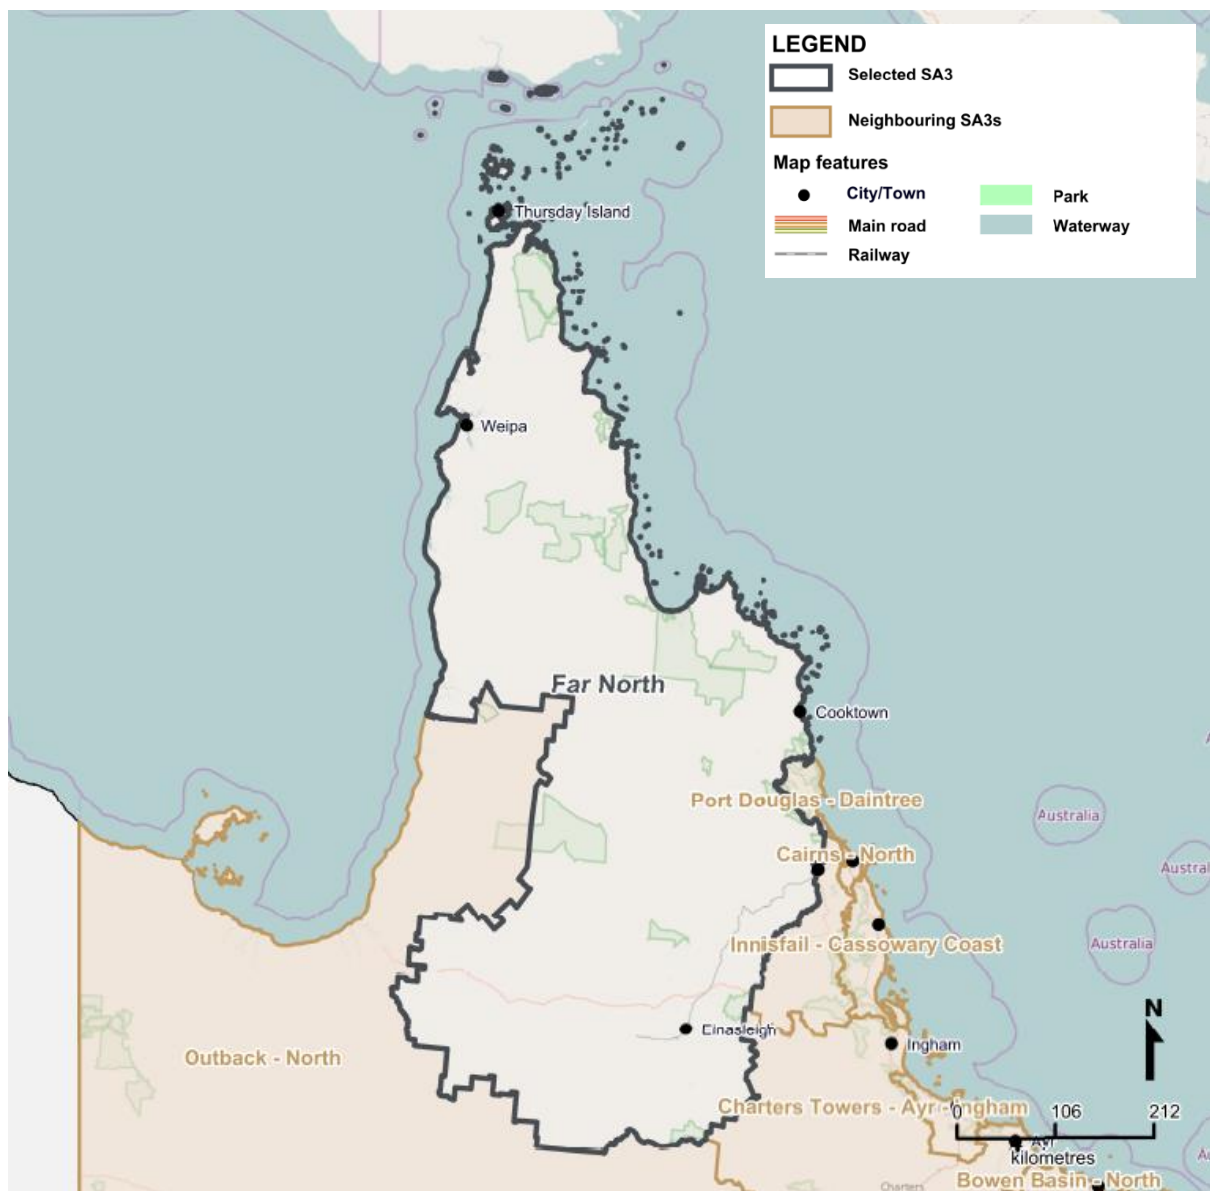 LEGEND
Selected SA3
Neighbouring SA3s
Map features
City/Town
Park
Main road
Waterway
Railway
Thursday Island
Weipa
Far North
Cooktown
Port Douglas - Daintree
Australia
Cairns - North
Austral
Innisfail - Cassowary Coast
Australia
N
Einasleigh
Ingham
Outback - North
Charters Towers - Ayr - Ingham
0 106 212
Ayr
kilometres
Bowen Basin - North
Charters